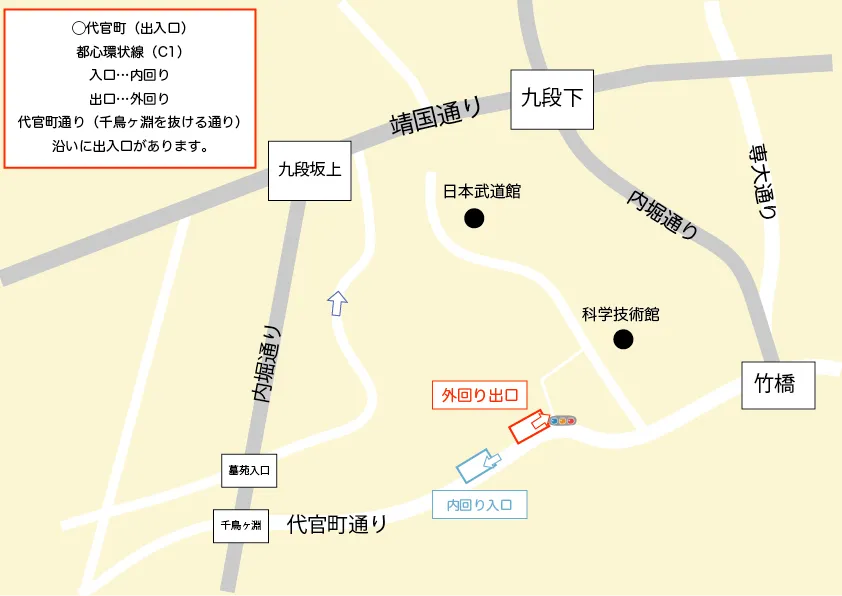 ◯代官町（出入口）
都心環状線（C1）
入口…内回り
出口…外回り
代官町通り（千鳥ヶ淵を抜ける通り）
沿いに出入口があります。
靖国通り
九段下
九段坂上
日本武道館
専大通り
内堀通り
科学技術館
内堀通り
竹橋
外回り出口
墓苑入口
内回り入口
千鳥ヶ淵
代官町通り